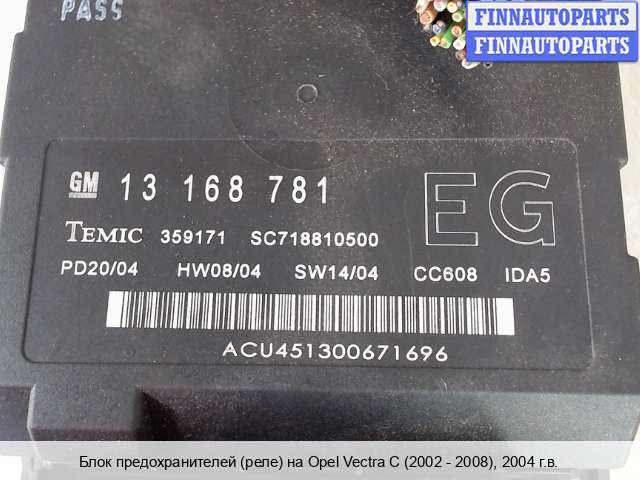 PASS
FINNAUTOPARTS
FINNAUTOPARTS
GM 13 168 781 EG
TEMIC 359171 SC718810500
PD20/04 HW08/04 SW14/04 CC608 IDA5
ACU451300671696
Блок предохранителей (реле) на Opel Vectra C (2002 - 2008), 2004 г.в.